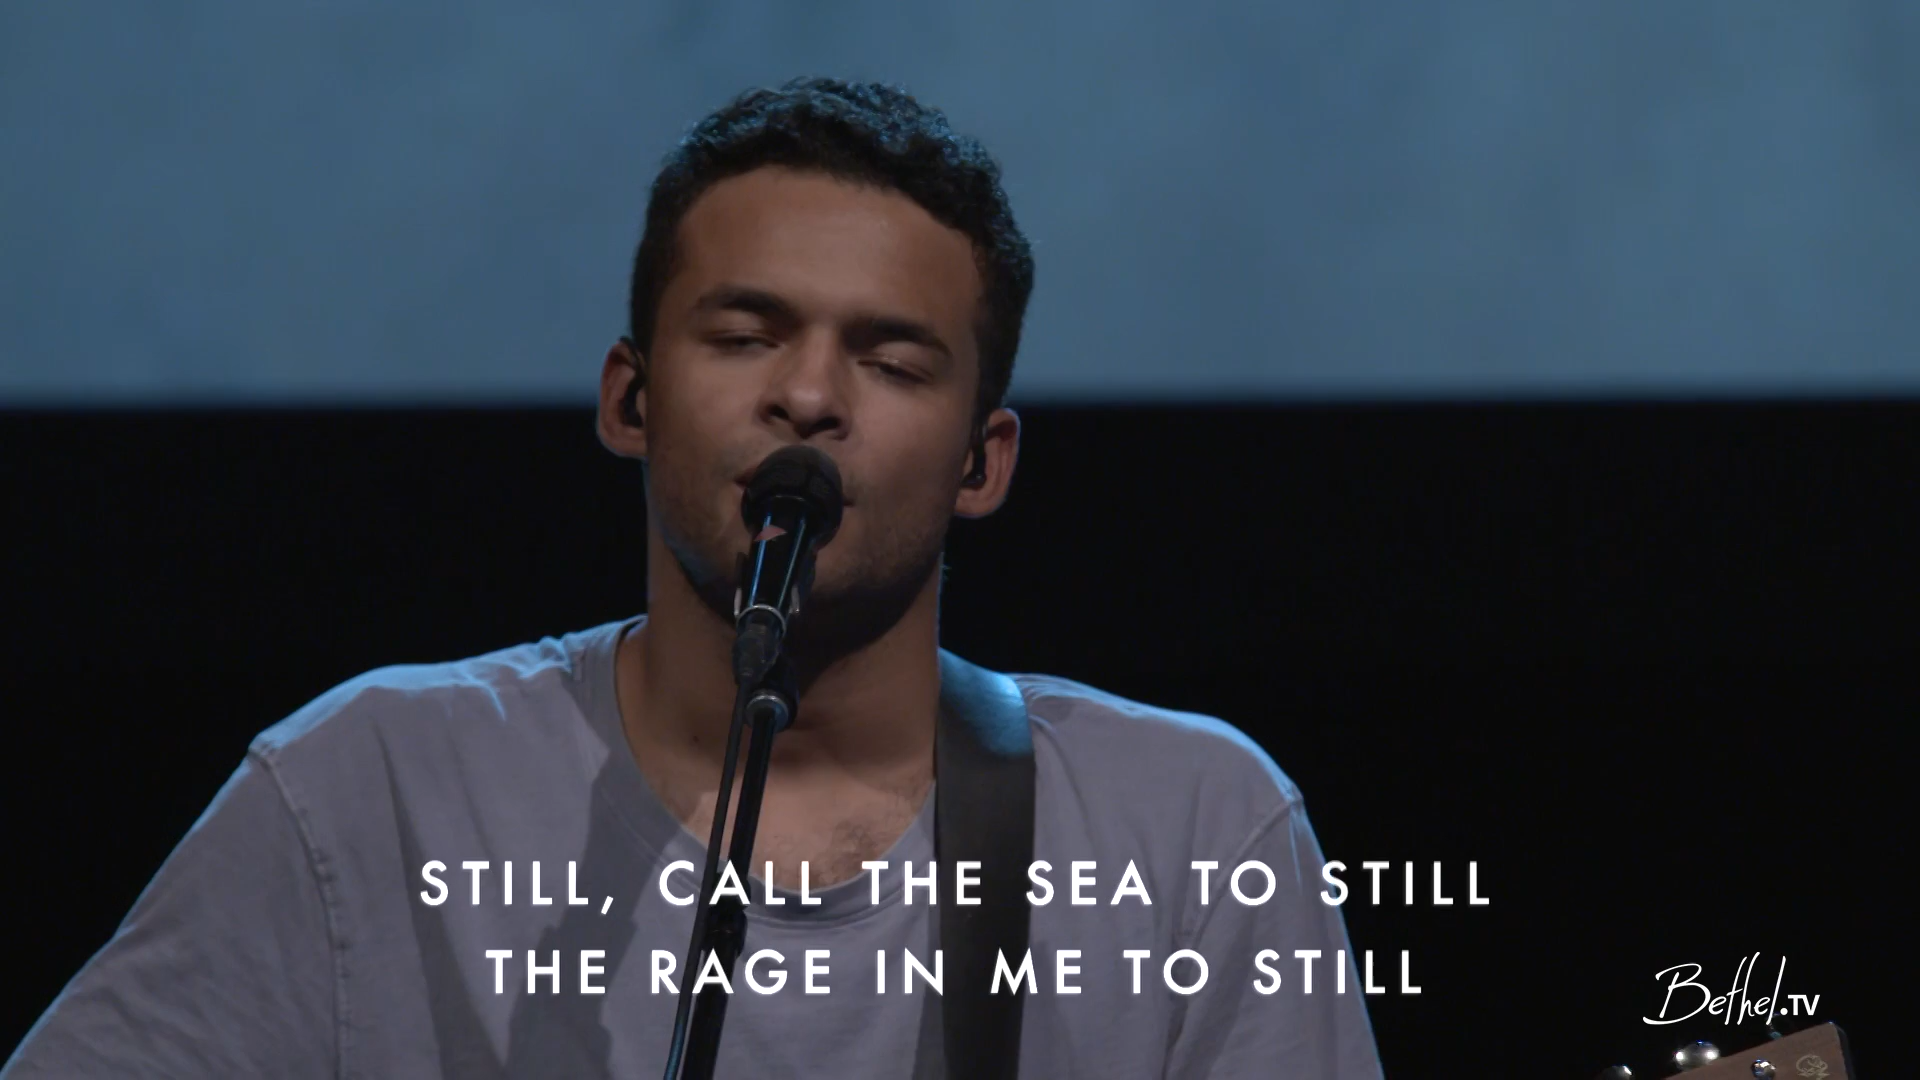 STILL, CALL THE SEA TO STILL
THE RAGE IN ME TO STILL
Bethel.TV